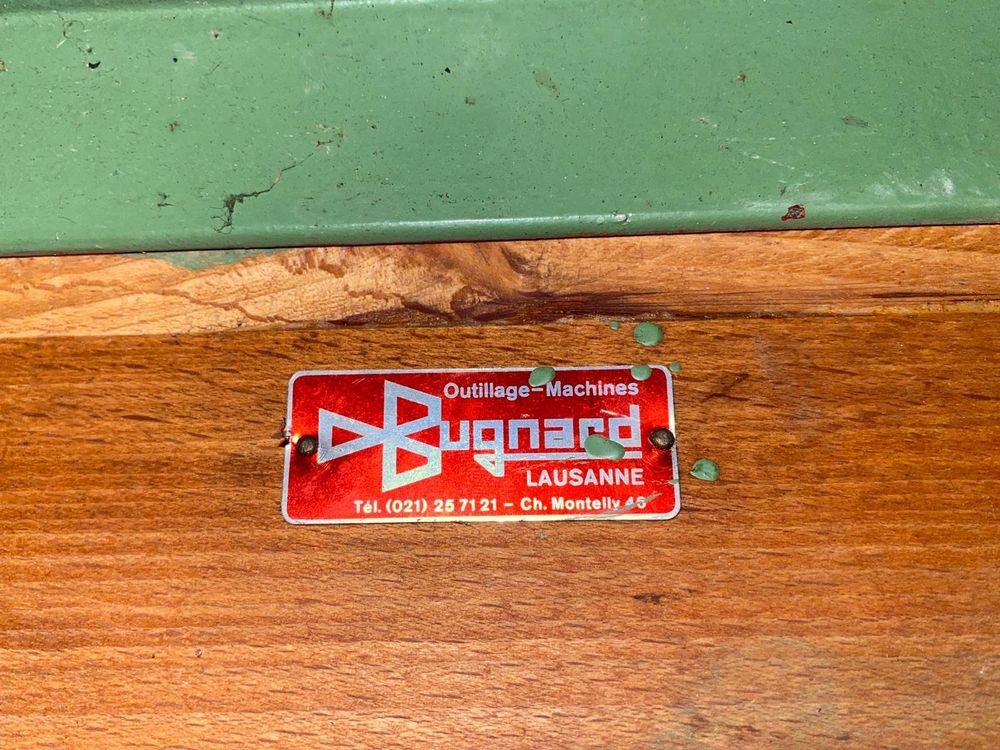 Outillage-Machines
Bugnard
LAUSANNE
Tél. (021) 25 71 21 - Ch. Montelly 46